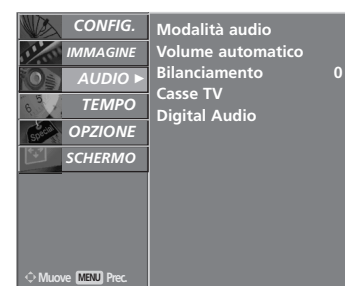 CONFIG.
IMMAGINE
AUDIO ►
TEMPO
OPZIONE
SCHERMO
Modalità audio
Volume automatico
Bilanciamento 0
Casse TV
Digital Audio
Muove MENU Prec.